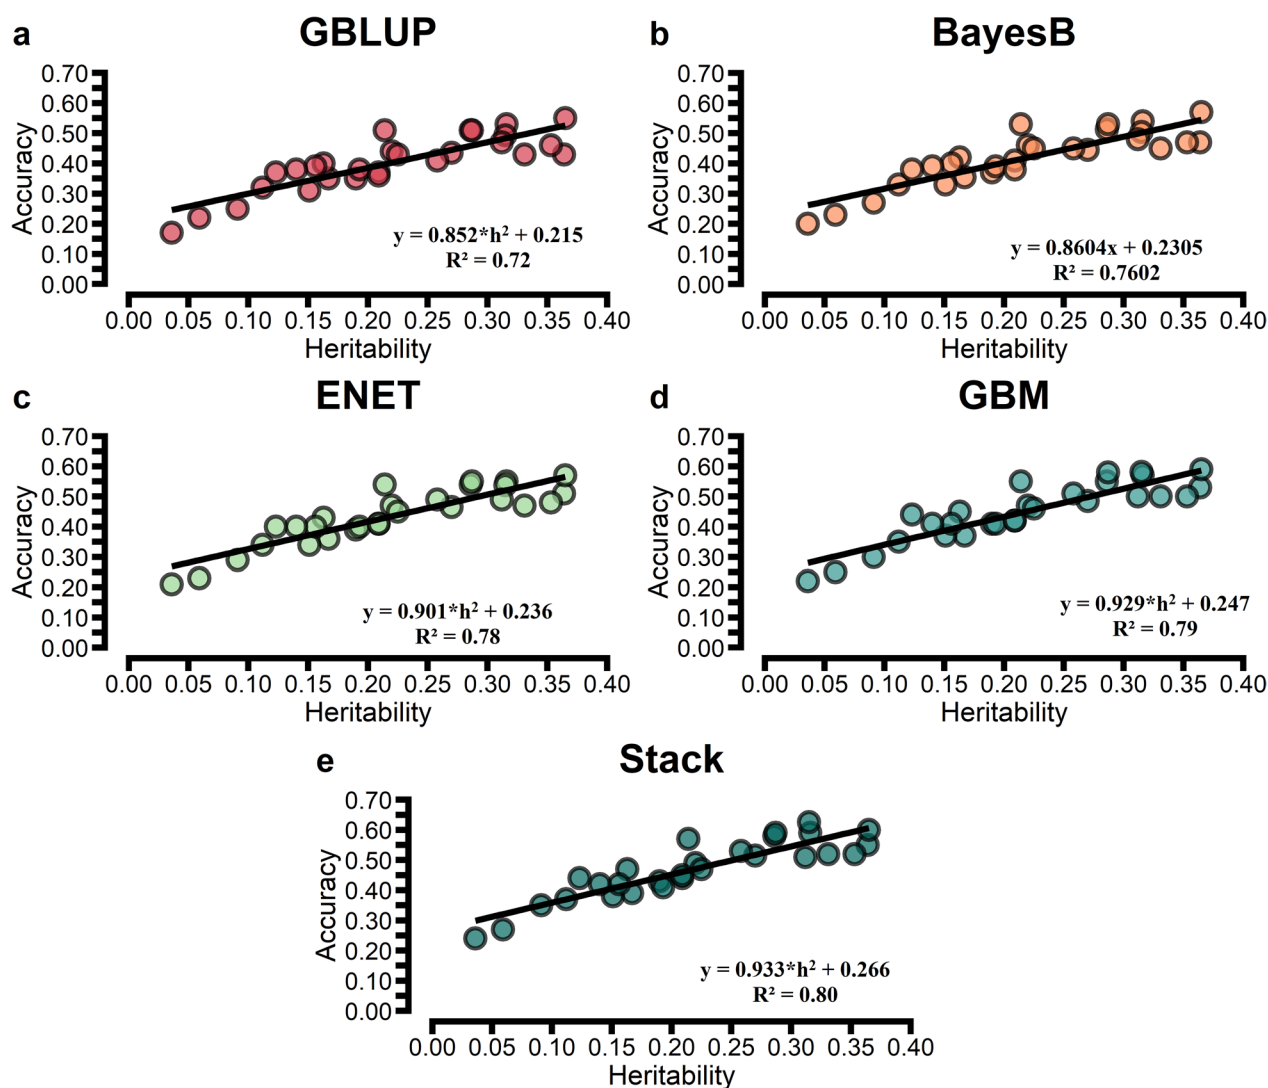 a
GBLUP
0.70
0.60
0.50
0.40
0.30
0.20
0.10
0.00
Accuracy
y = 0.852*h² + 0.215
R² = 0.72
0.00 0.05 0.10 0.15 0.20 0.25 0.30 0.35 0.40
Heritability
b
BayesB
0.70
0.60
0.50
0.40
0.30
0.20
0.10
0.00
Accuracy
y = 0.8604x + 0.2305
R² = 0.7602
0.00 0.05 0.10 0.15 0.20 0.25 0.30 0.35 0.40
Heritability
c
ENET
0.70
0.60
0.50
0.40
0.30
0.20
0.10
0.00
Accuracy
y = 0.901*h² + 0.236
R² = 0.78
0.00 0.05 0.10 0.15 0.20 0.25 0.30 0.35 0.40
Heritability
d
GBM
0.70
0.60
0.50
0.40
0.30
0.20
0.10
0.00
Accuracy
y = 0.929*h² + 0.247
R² = 0.79
0.00 0.05 0.10 0.15 0.20 0.25 0.30 0.35 0.40
Heritability
e
Stack
0.70
0.60
0.50
0.40
0.30
0.20
0.10
0.00
Accuracy
y = 0.933*h² + 0.266
R² = 0.80
0.00 0.05 0.10 0.15 0.20 0.25 0.30 0.35 0.40
Heritability